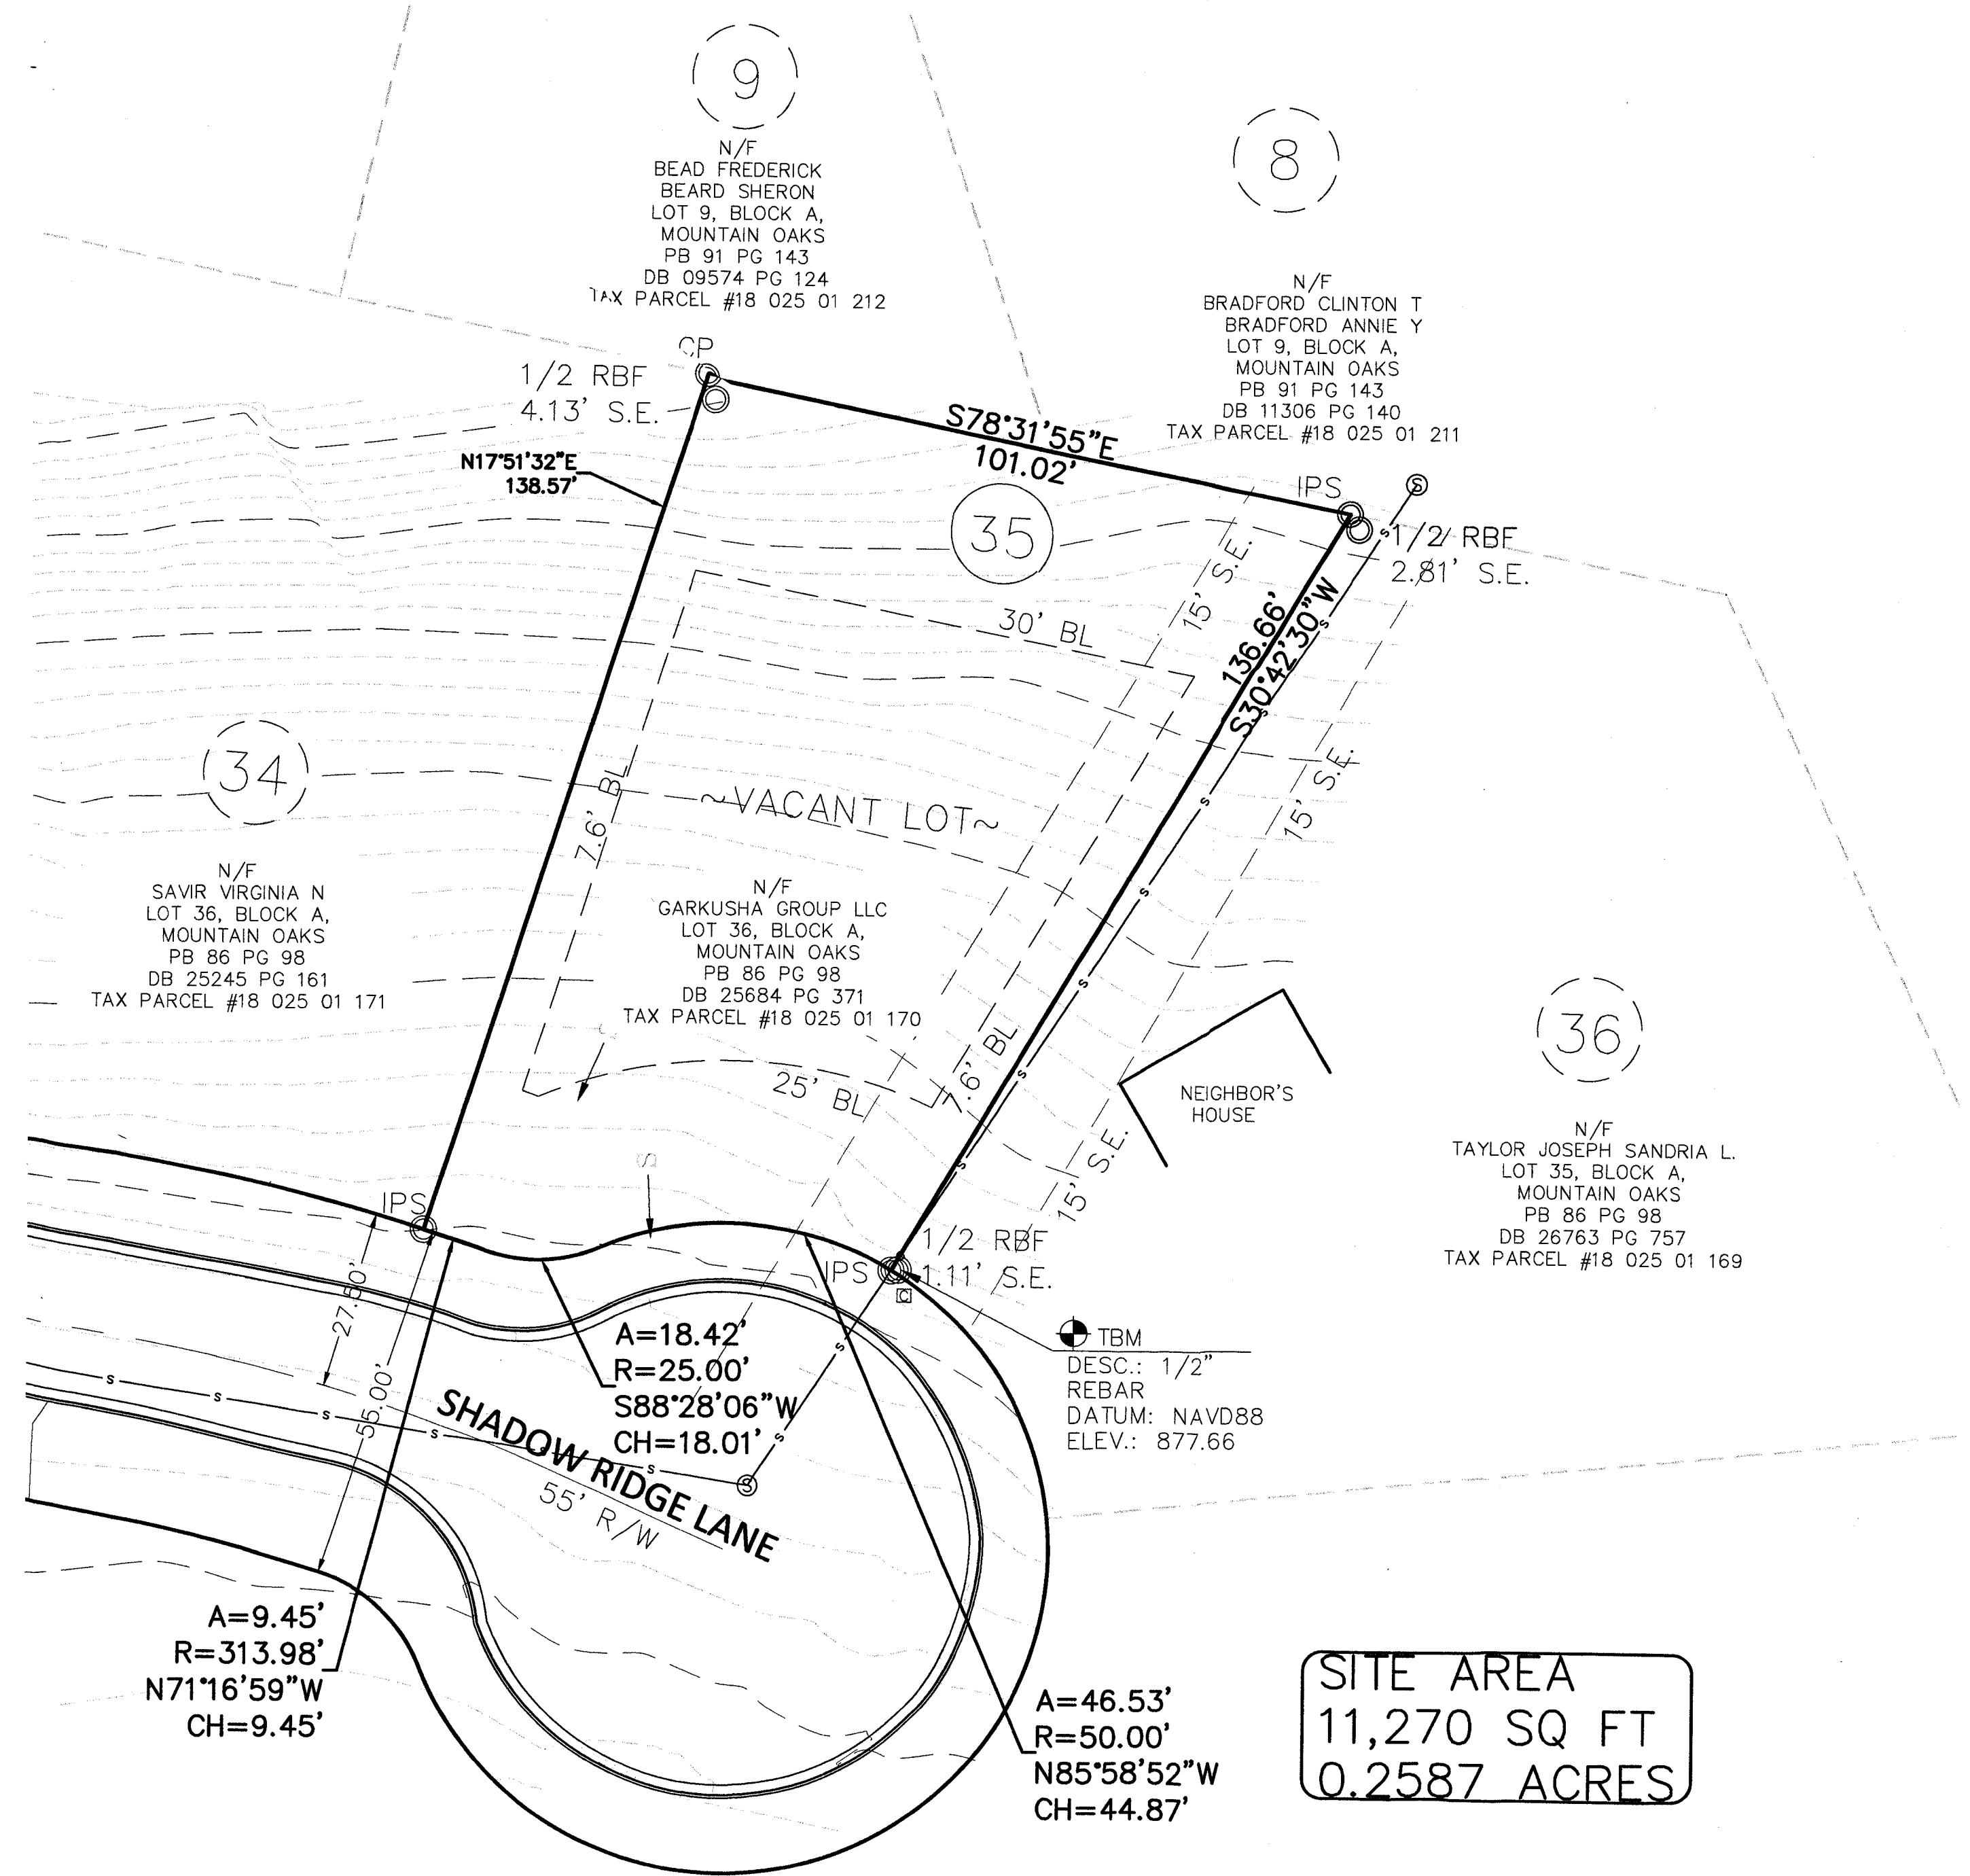 9
N/F
BEAD FREDERICK
BEARD SHERON
LOT 9, BLOCK A,
MOUNTAIN OAKS
PB 91 PG 143
DB 09574 PG 124
TAX PARCEL #18 025 01 212
8
N/F
BRADFORD CLINTON T
BRADFORD ANNIE Y
LOT 9, BLOCK A,
MOUNTAIN OAKS
PB 91 PG 143
DB 11306 PG 140
TAX PARCEL #18 025 01 211
CP
1/2 RBF
4.13' S.E.
N17°51'32"E
138.57'
S78°31'55"E
101.02'
IPS
S
1/2 RBF
2.81' S.E.
35
15' S.E.
30' BL
136.66'
S30°42'30"W
34
7.6' BL
~VACANT LOT~
15' S.E.
N/F
SAVIR VIRGINIA N
LOT 36, BLOCK A,
MOUNTAIN OAKS
PB 86 PG 98
DB 25245 PG 161
TAX PARCEL #18 025 01 171
N/F
GARKUSHA GROUP LLC
LOT 36, BLOCK A,
MOUNTAIN OAKS
PB 86 PG 98
DB 25684 PG 371
TAX PARCEL #18 025 01 170
25' BL
7.6' BL
NEIGHBOR'S
HOUSE
36
N/F
TAYLOR JOSEPH SANDRIA L.
LOT 35, BLOCK A,
MOUNTAIN OAKS
PB 86 PG 98
DB 26763 PG 757
TAX PARCEL #18 025 01 169
15' S.E.
S
IPS
1/2 RBF
1.11' S.E.
IPS
C
27.50'
55.00'
A=18.42'
R=25.00'
S88°28'06"W
CH=18.01'
TBM
DESC.: 1/2"
REBAR
DATUM: NAVD88
ELEV.: 877.66
S
SHADOW RIDGE LANE
55' R/W
A=9.45'
R=313.98'
N71°16'59"W
CH=9.45'
A=46.53'
R=50.00'
N85°58'52"W
CH=44.87'
SITE AREA
11,270 SQ FT
0.2587 ACRES